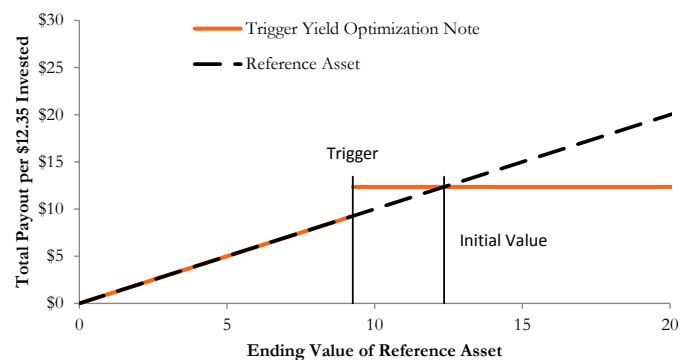 $30
Trigger Yield Optimization Note
Reference Asset
$25
$20
$15
$10
$5
$0
Total Payout per $12.35 Invested
Trigger
Initial Value
0
5
10
15
20
Ending Value of Reference Asset